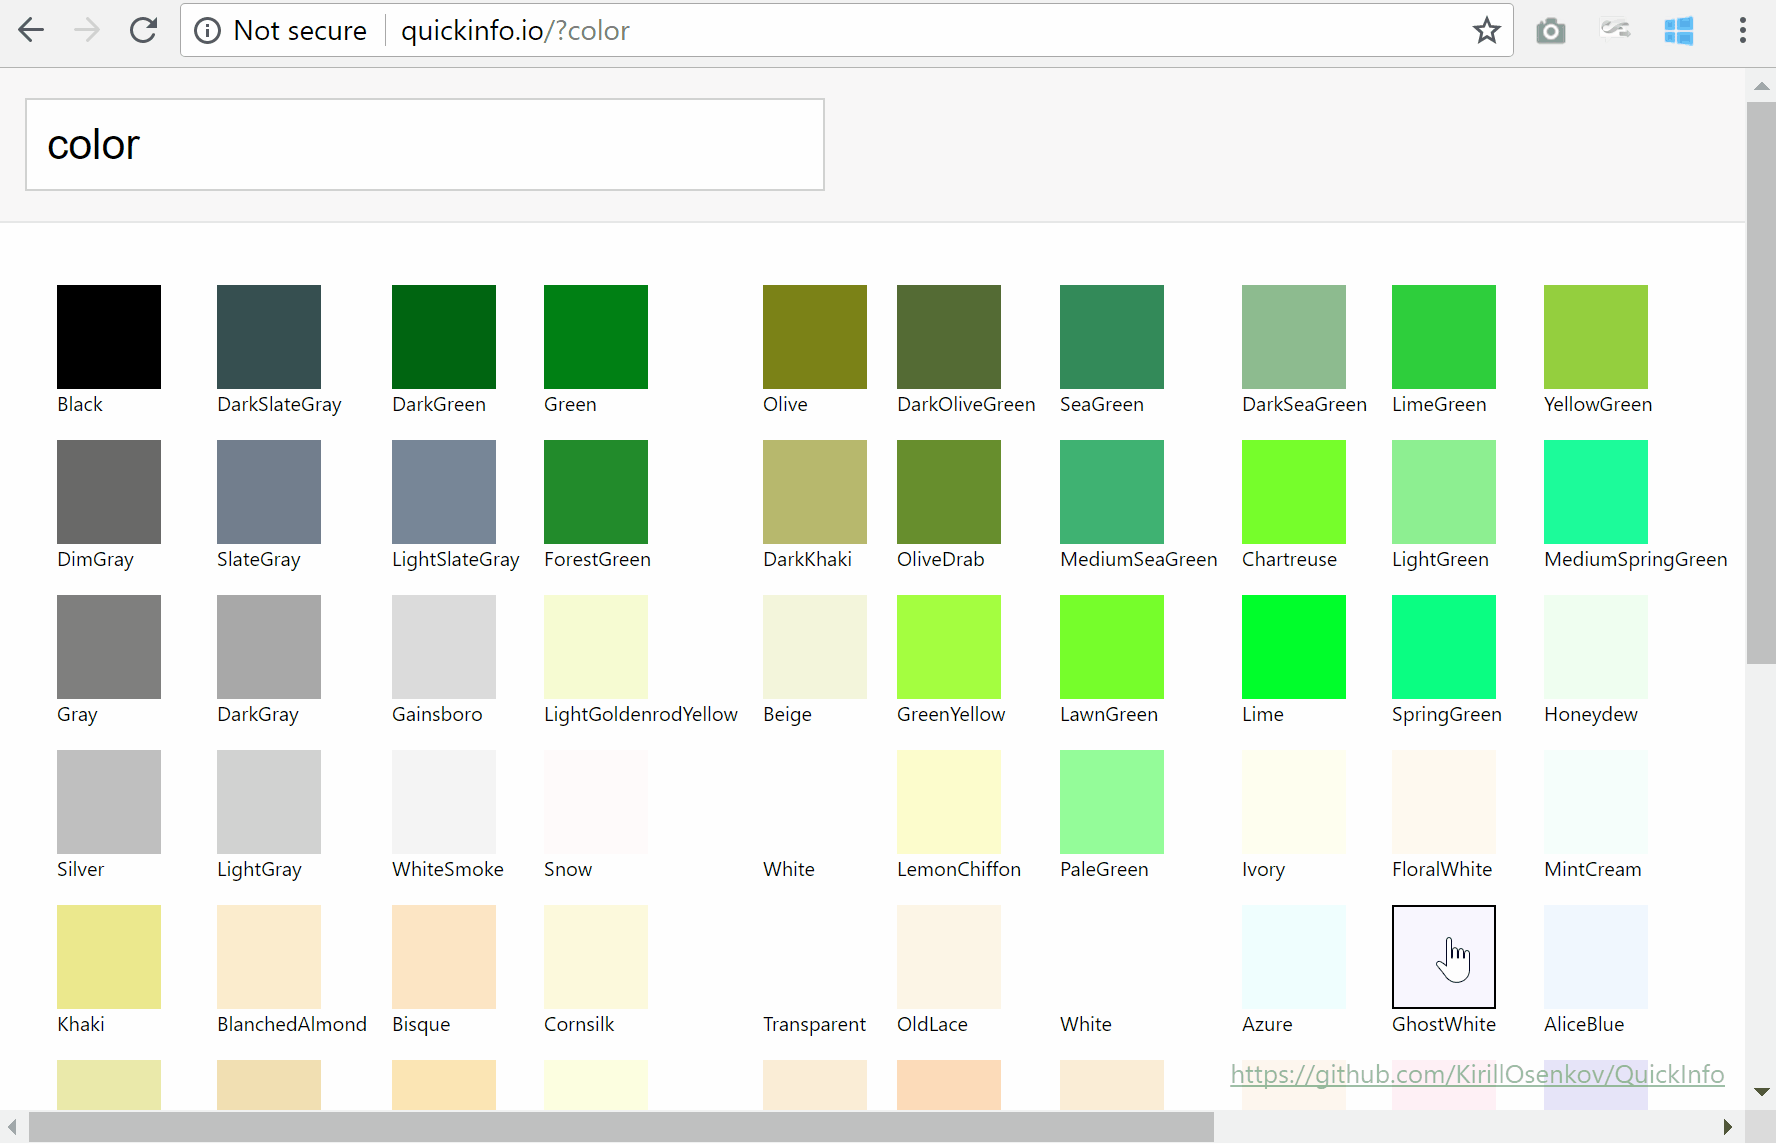 Not secure quickinfo.io/?color
color
Black DarkSlateGray DarkGreen Green Olive DarkOliveGreen SeaGreen DarkSeaGreen LimeGreen YellowGreen
DimGray SlateGray LightSlateGray ForestGreen DarkKhaki OliveDrab MediumSeaGreen Chartreuse LightGreen MediumSpringGreen
Gray DarkGray Gainsboro LightGoldenrodYellow Beige GreenYellow LawnGreen Lime SpringGreen Honeydew
Silver LightGray WhiteSmoke Snow White LemonChiffon PaleGreen Ivory FloralWhite MintCream
Khaki BlanchedAlmond Bisque Cornsilk Transparent OldLace White Azure GhostWhite AliceBlue
https://github.com/KirillOsenkov/QuickInfo